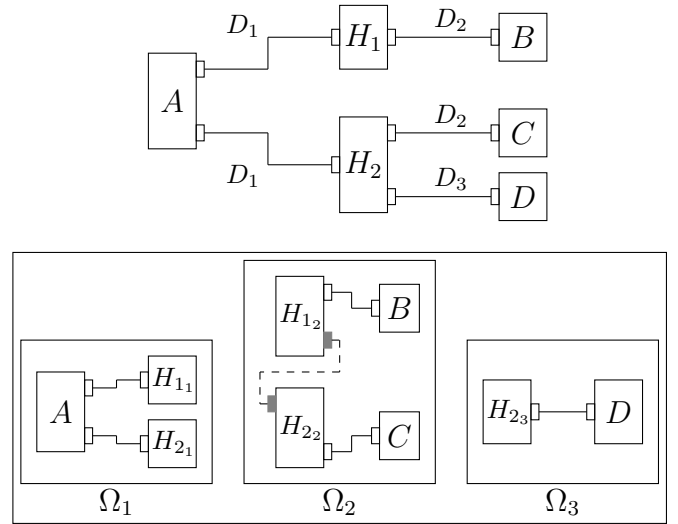 D₁ H₁ D₂ B
A
D₂ C
D₁ H₂
D₃ D
H₁₂ B
H₁₁
A
H₂₁
H₂₂ C
H₂₃ D
Ω₁ Ω₂ Ω₃